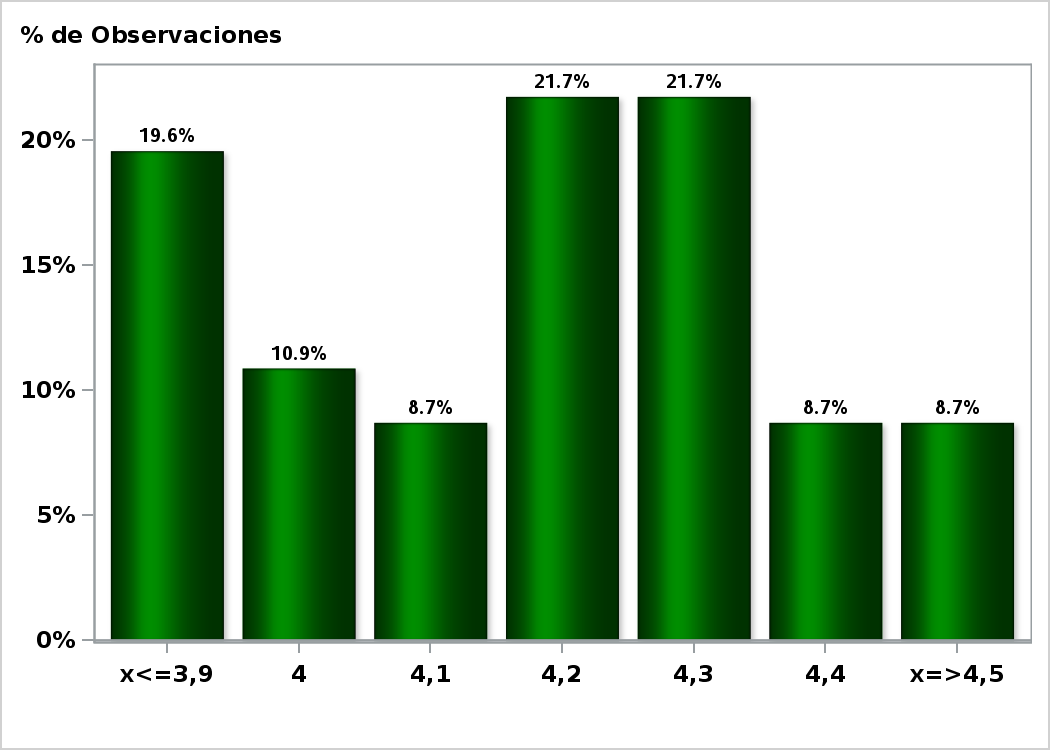 % de Observaciones
21.7% 21.7%
20%
19.6%
15%
10.9%
10%
8.7% 8.7% 8.7%
5%
0%
x<=3,9 4 4,1 4,2 4,3 4,4 x=>4,5